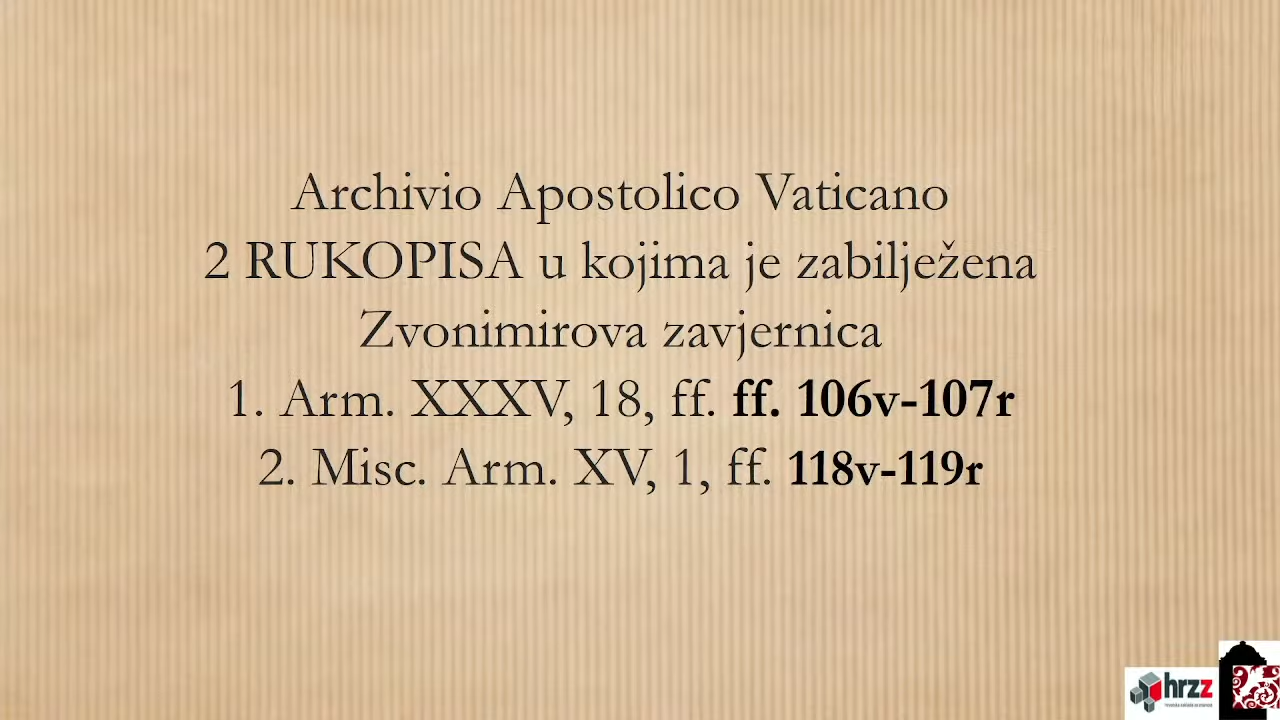 Archivio Apostolico Vaticano
2 RUKOPISA u kojima je zabilježena
Zvonimirova zavjernica
1. Arm. XXXV, 18, ff. ff. 106v-107r
2. Misc. Arm. XV, 1, ff. 118v-119r
hrzz